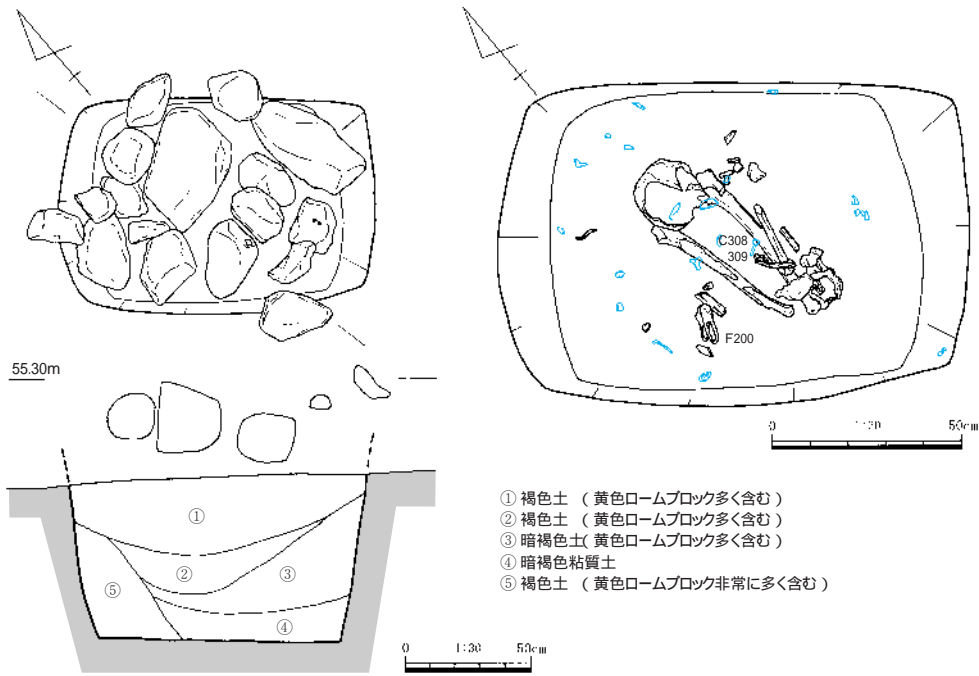 C308
309
F200
55.30m
0 1:20 50cm
① 褐色土 （黄色ロームブロック多く含む）
② 褐色土 （黄色ロームブロック多く含む）
③ 暗褐色土(黄色ロームブロック多く含む）
④ 暗褐色粘質土
⑤ 褐色土 （黄色ロームブロック非常に多く含む）
①
②
③
⑤
④
0 1:30 50cm